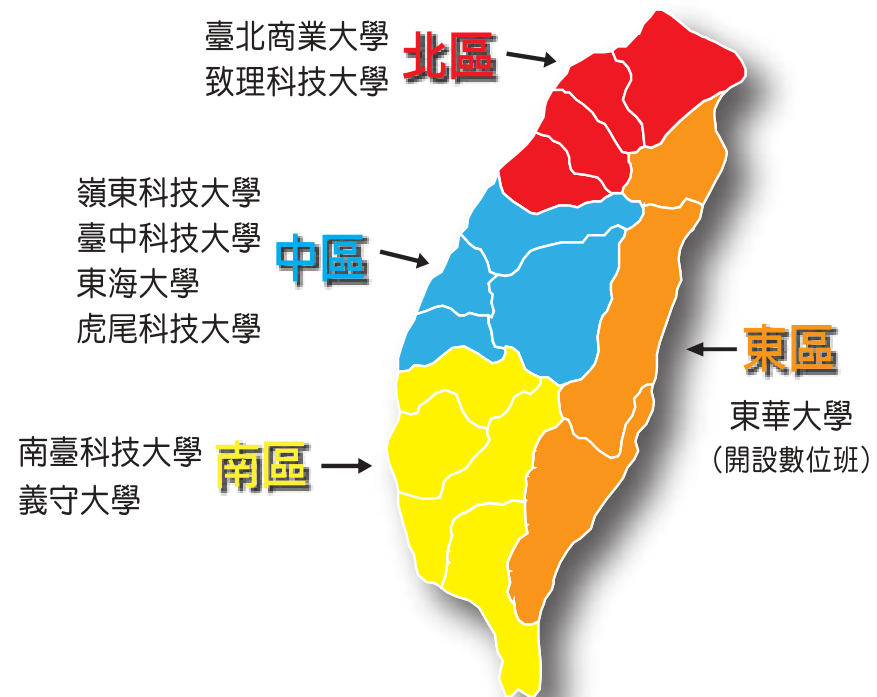 臺北商業大學
致理科技大學
北區
嶺東科技大學
臺中科技大學
東海大學
虎尾科技大學
中區
東區
東華大學
（開設數位班）
南臺科技大學
義守大學
南區